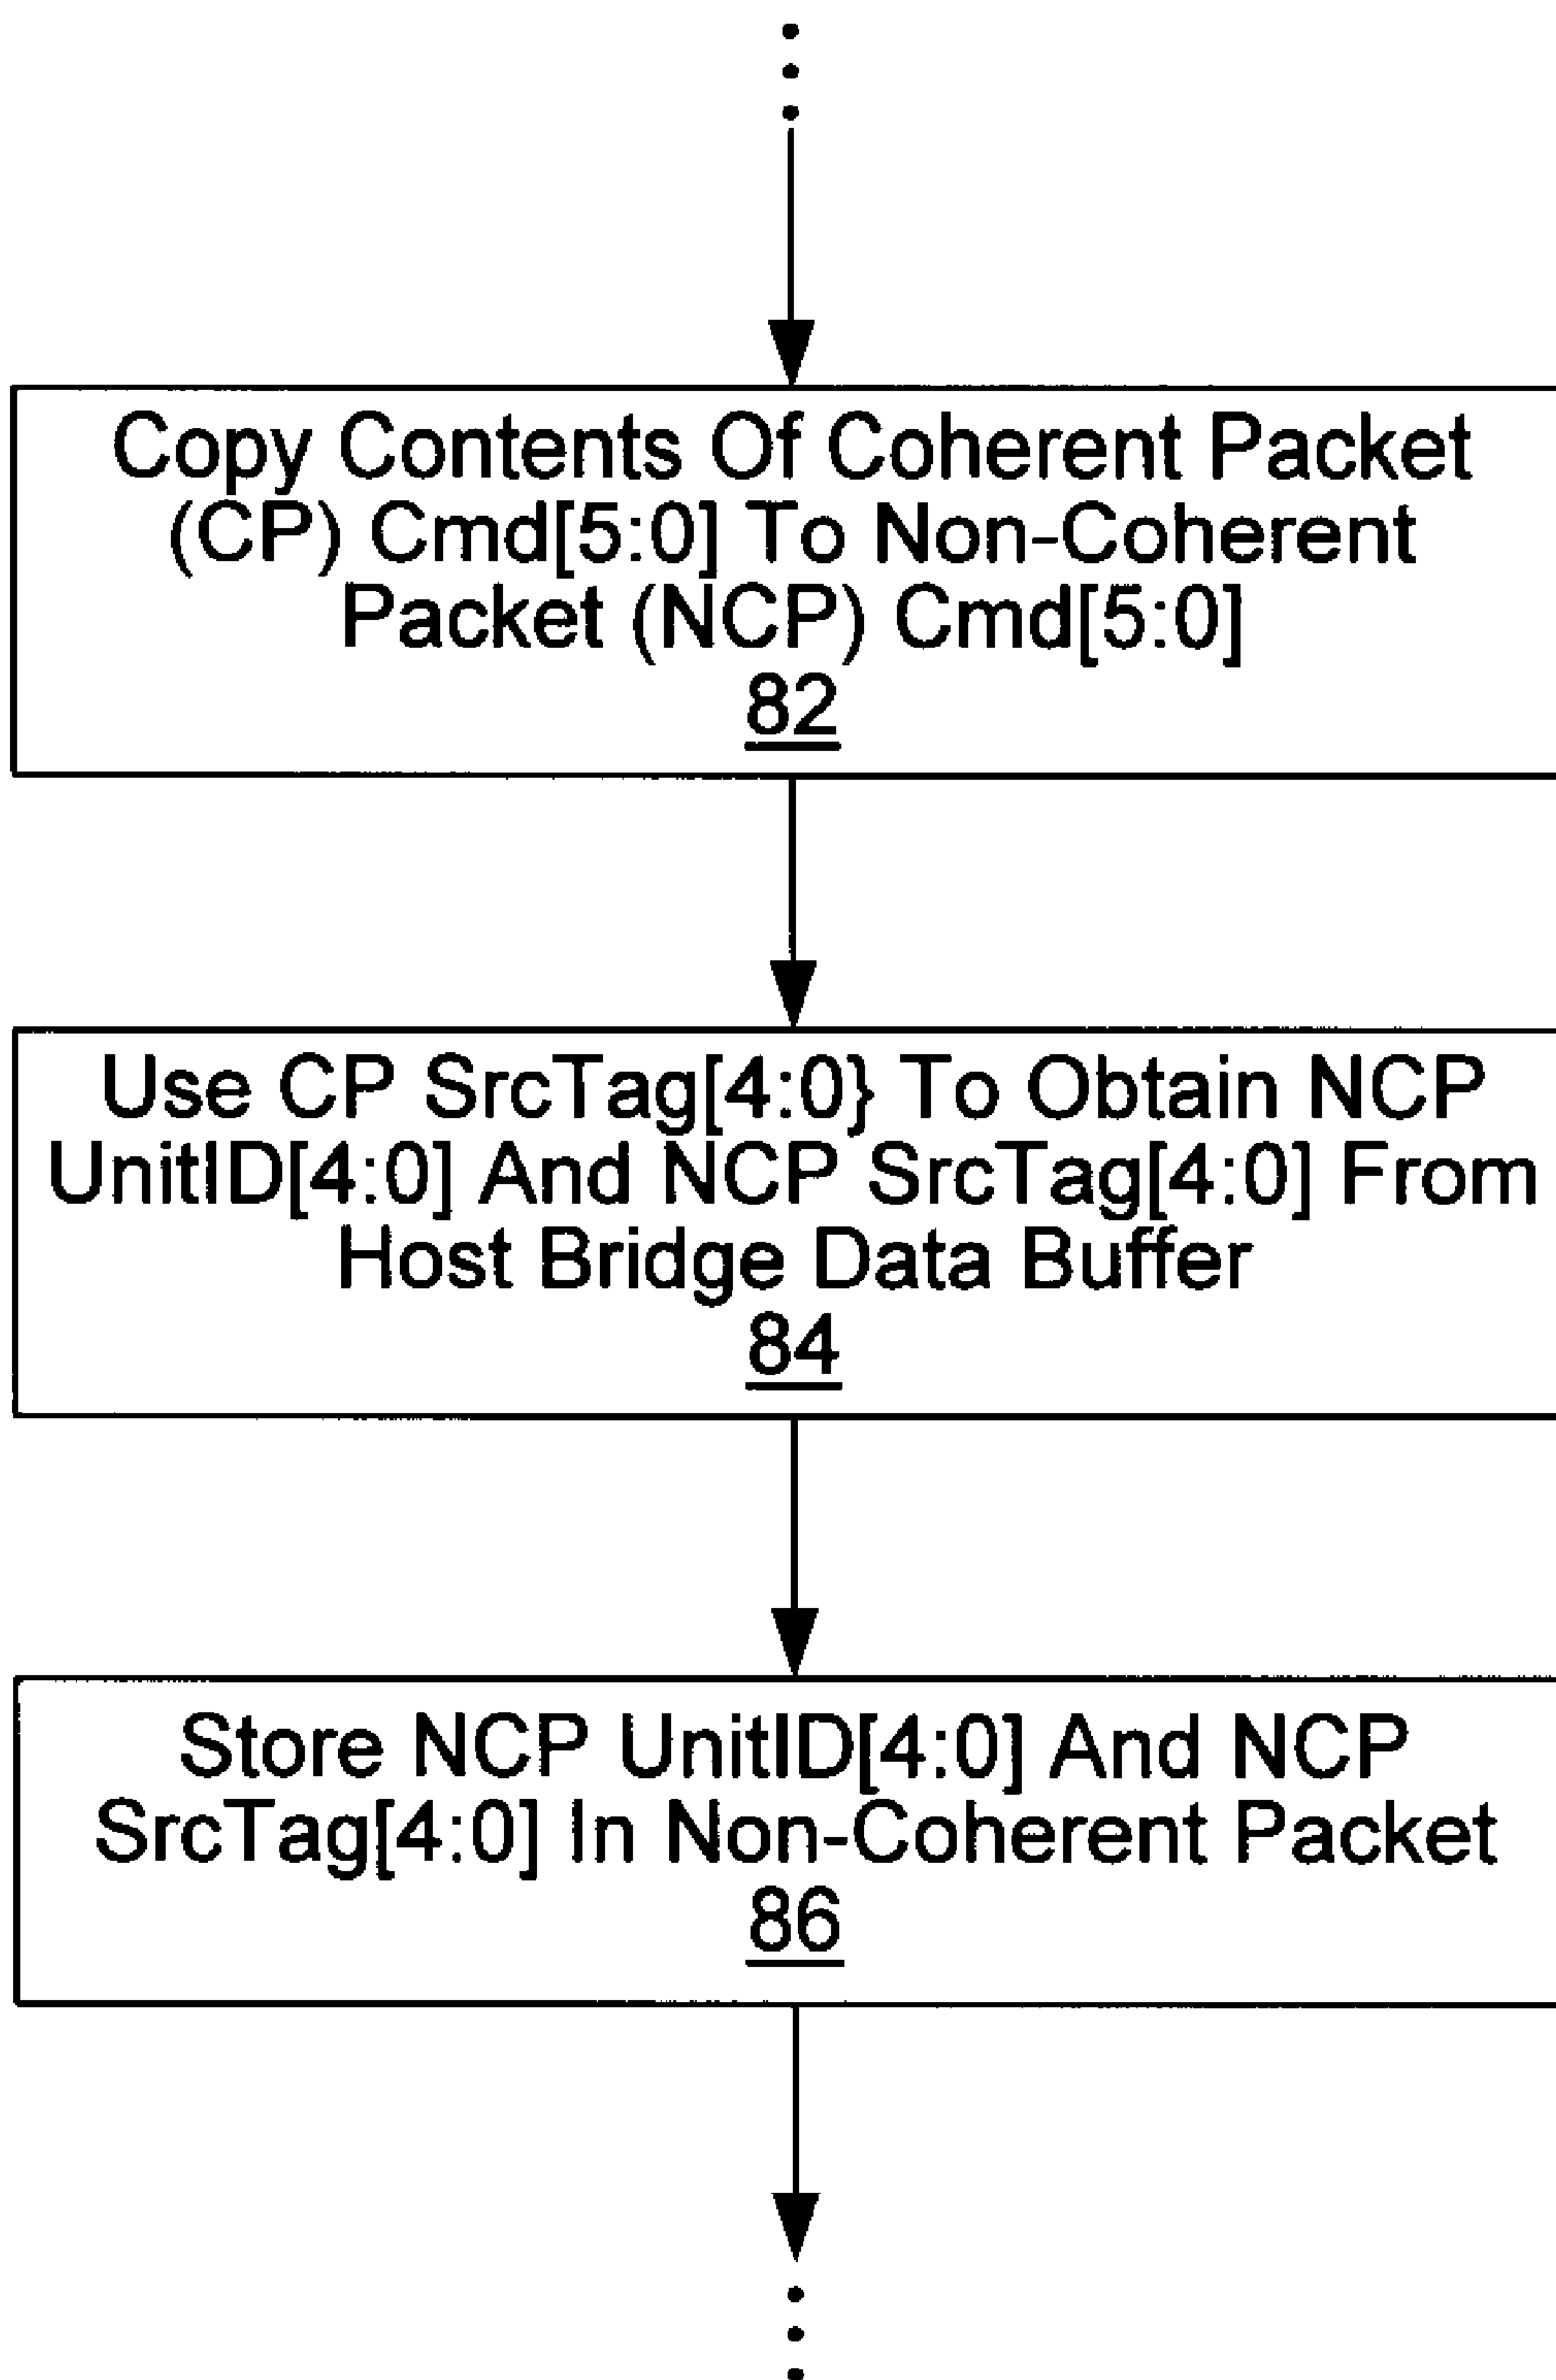 Copy Contents Of Coherent Packet
(CP) Cmd[5:0] To Non-Coherent
Packet (NCP) Cmd[5:0]
82
Use CP SrcTag[4:0} To Obtain NCP
UnitID[4:0] And NCP SrcTag[4:0] From
Host Bridge Data Buffer
84
Store NCP UnitID[4:0] And NCP
SrcTag[4:0] In Non-Coherent Packet
86